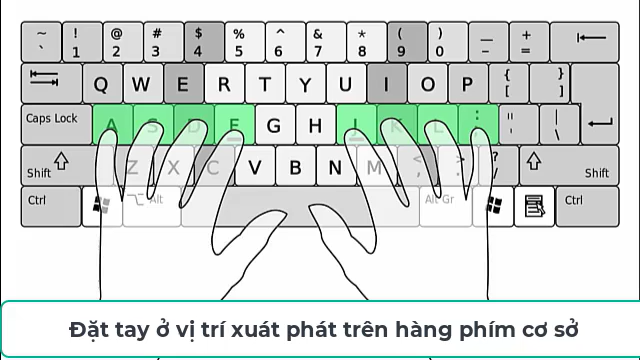 ~ ! @ # $ % ^ & * ( ) _ +
` 1 2 3 4 5 6 7 8 9 0 - =
Q W E R T Y U I O P { }
[ ]
Caps Lock A S D F G H J K L : " |
; ' \
Shift Z X C V B N M < > ? Shift
, . /
Ctrl Alt Alt Gr Ctrl
Đặt tay ở vị trí xuát phát trên hàng phím cơ sở